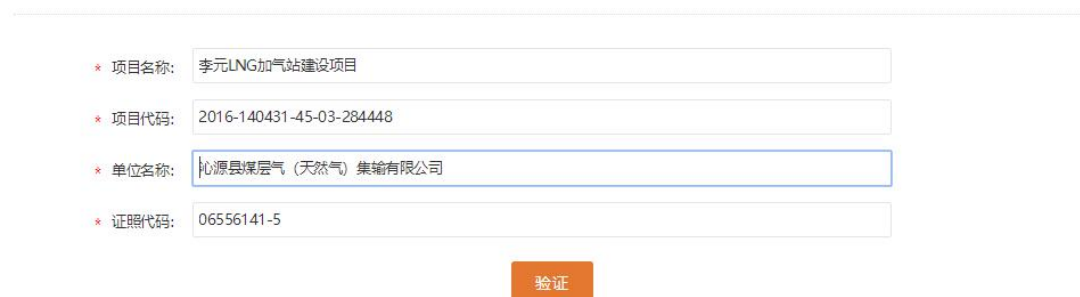 * 项目名称: 李元LNG加气站建设项目
* 项目代码: 2016-140431-45-03-284448
* 单位名称: 沁源县煤层气（天然气）集输有限公司
* 证照代码: 06556141-5
验证